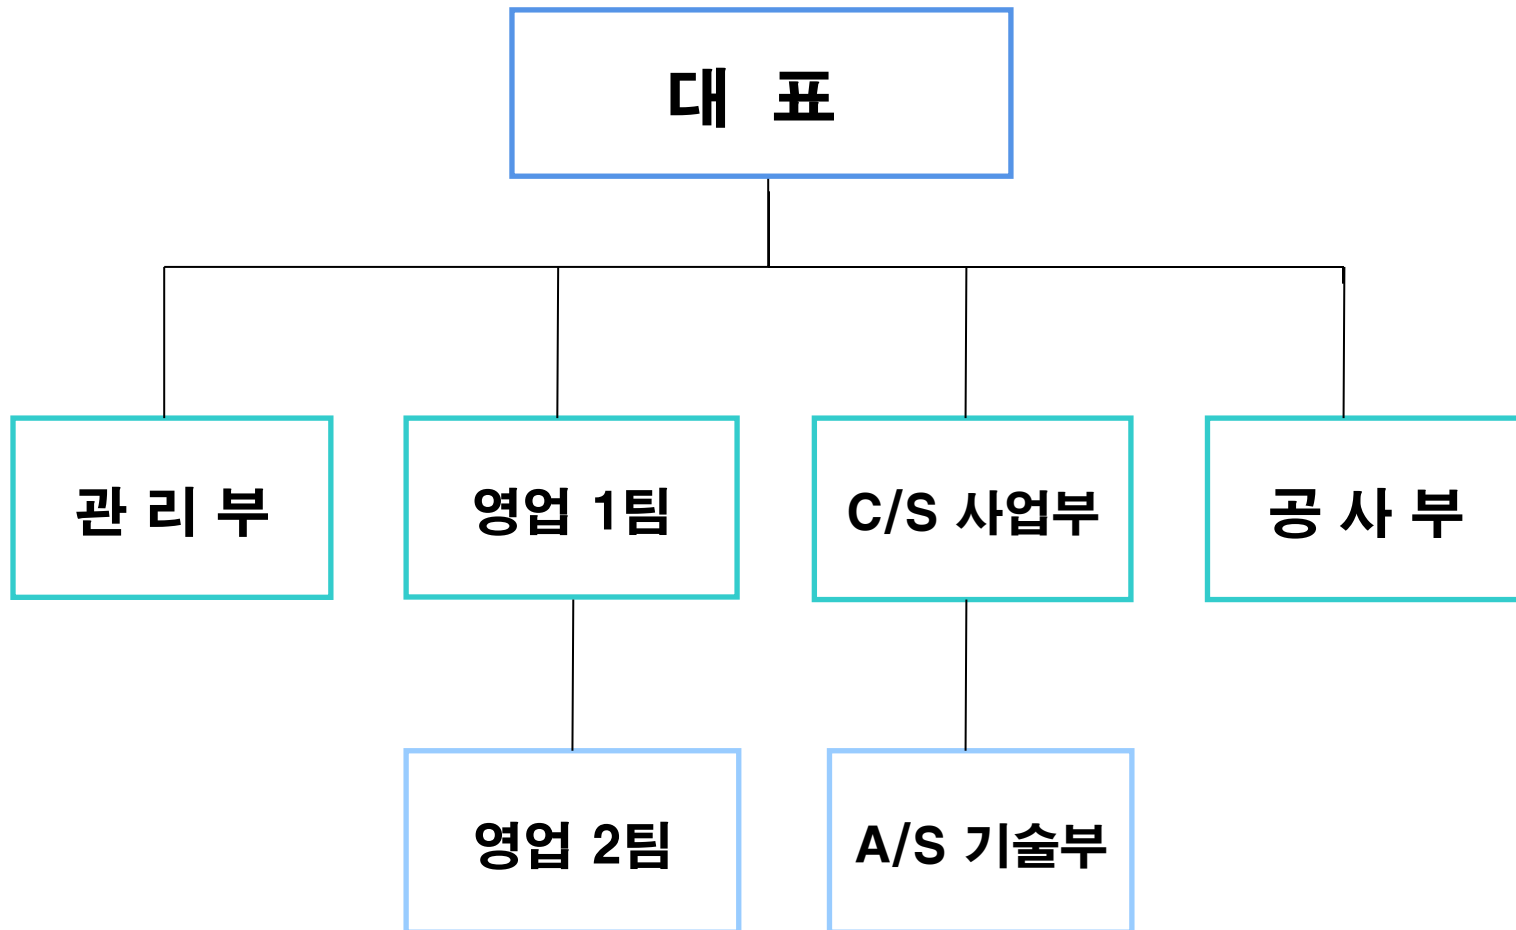 대 표
관 리 부
영업 1팀
C/S 사업부
공 사 부
영업 2팀
A/S 기술부